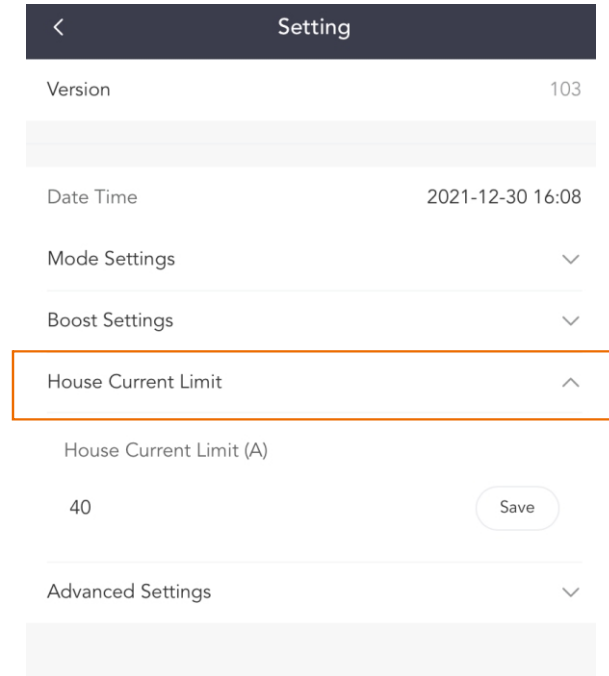 Setting
Version 103
Date Time 2021-12-30 16:08
Mode Settings
Boost Settings
House Current Limit
House Current Limit (A)
40 Save
Advanced Settings